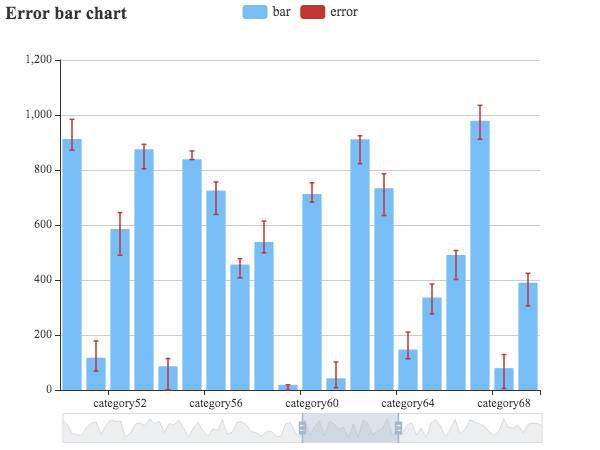 Error bar chart
bar error
1,200
1,000
800
600
400
200
0
category52 category56 category60 category64 category68